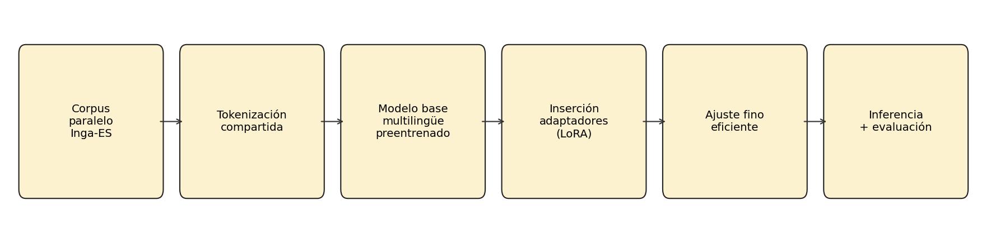 Corpus
paralelo
Inga-ES
Tokenización
compartida
Modelo base
multilingüe
preentrenado
Inserción
adaptadores
(LoRA)
Ajuste fino
eficiente
Inferencia
+ evaluación